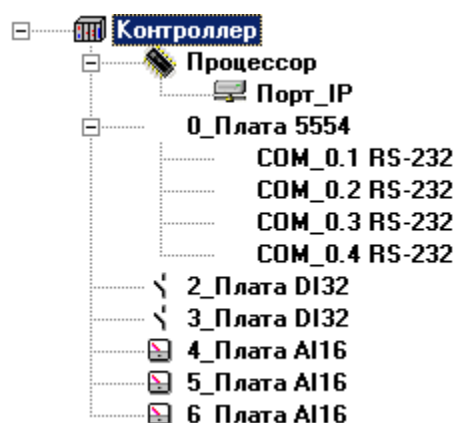 Контроллер
Процессор
Порт_IP
0_Плата 5554
COM_0.1 RS-232
COM_0.2 RS-232
COM_0.3 RS-232
COM_0.4 RS-232
2_Плата DI32
3_Плата DI32
4_Плата AI16
5_Плата AI16
6_Плата AI16